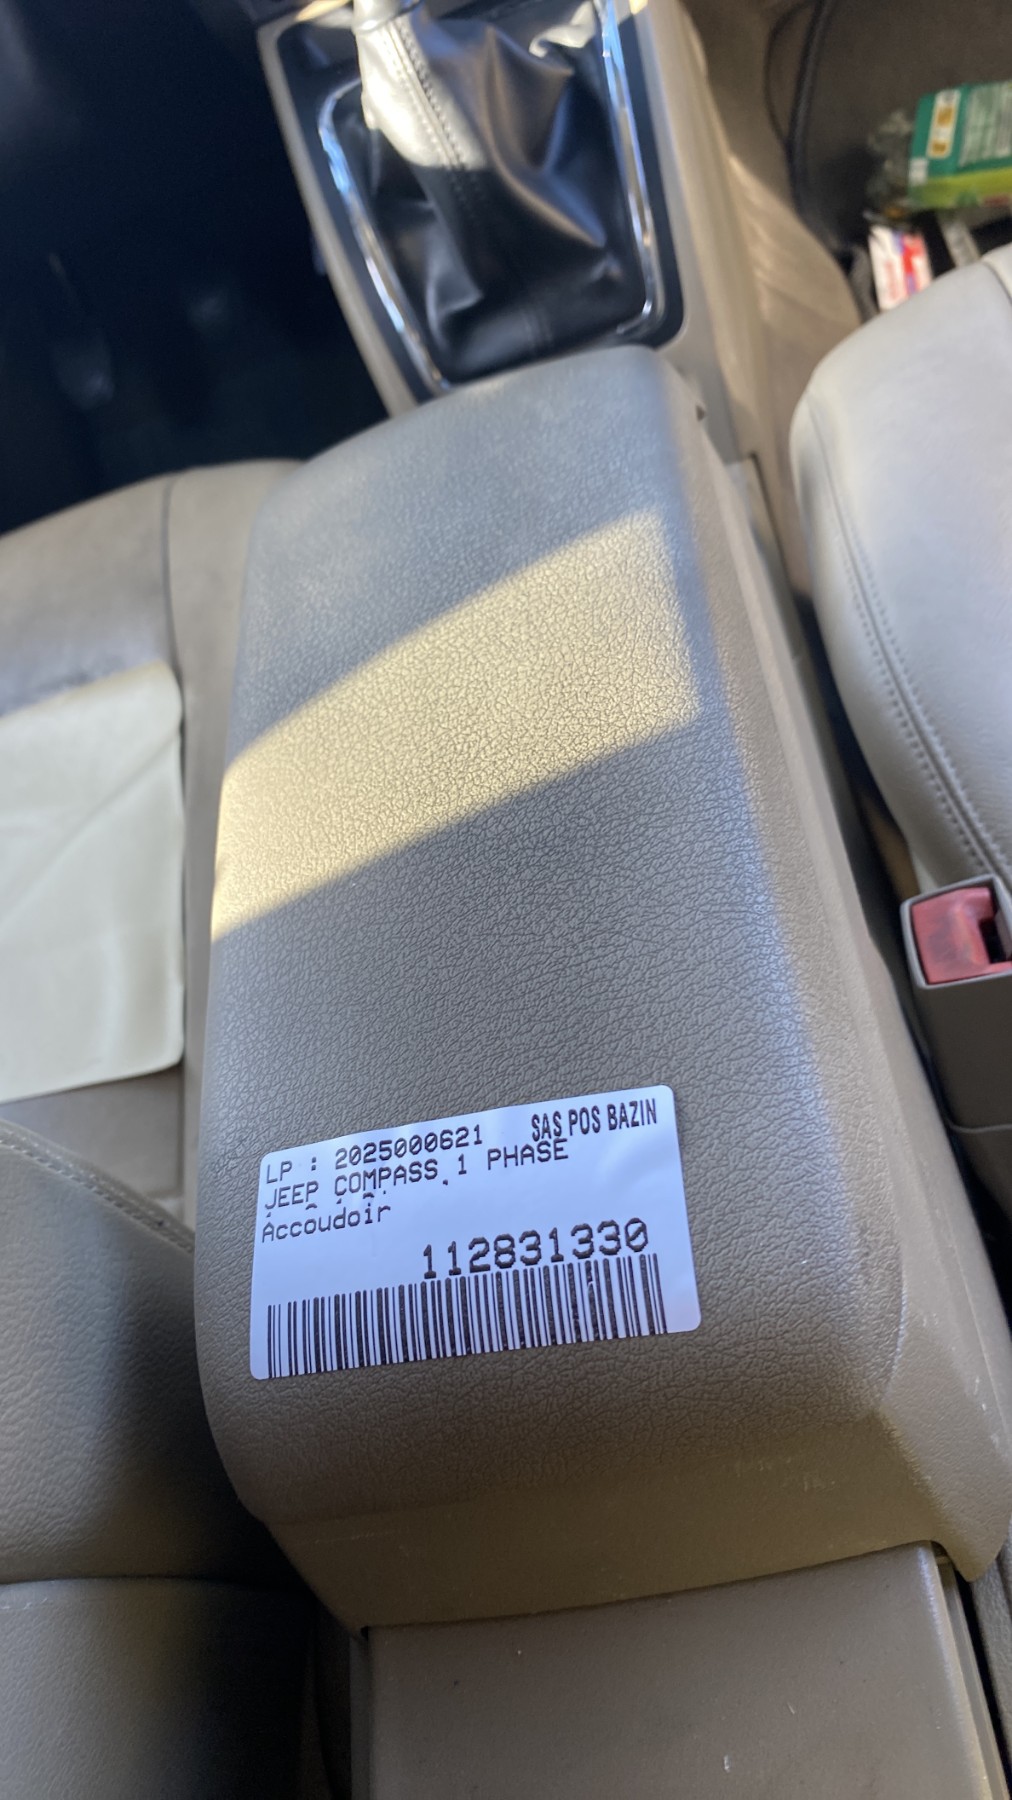 LP : 2025000621 SAS POS BAZIN
JEEP COMPASS 1 PHASE
Accoudoir
112831330